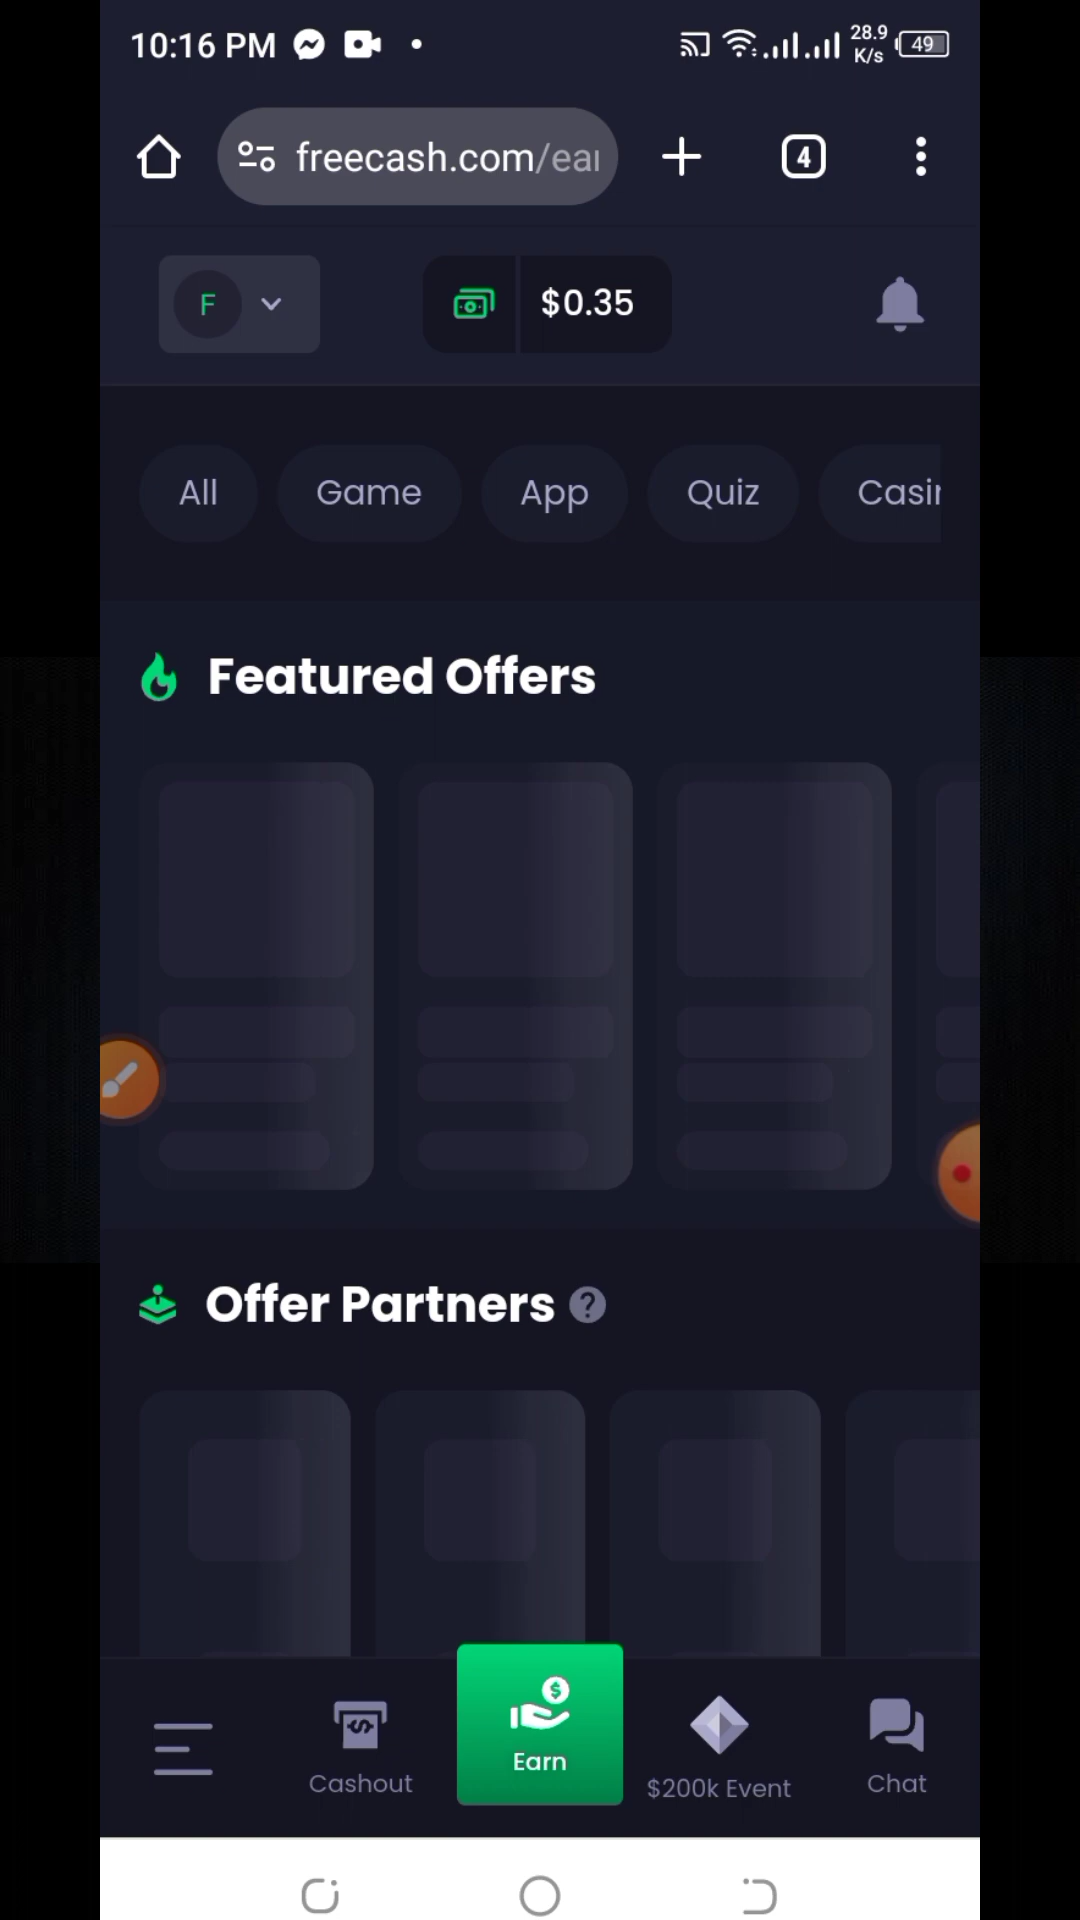 10:16 PM
28.9
K/s
49
freecash.com/ear
4
F
$0.35
All
Game
App
Quiz
Casin
Featured Offers
Offer Partners ?
Cashout
Earn
$200k Event
Chat